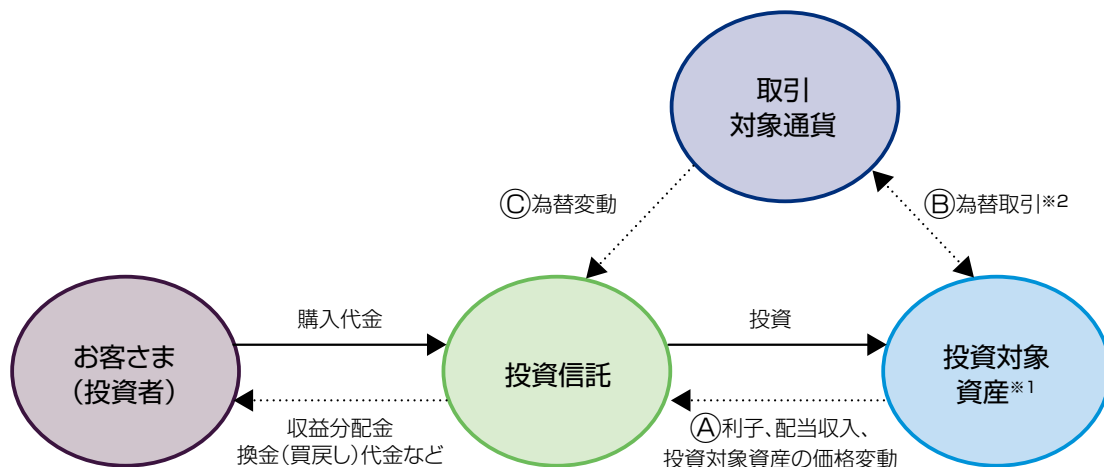 取引
対象通貨
Ⓒ為替変動
Ⓑ為替取引※2
購入代金
投資
お客さま
（投資者）
投資信託
投資対象
資産※1
収益分配金
換金（買戻し）代金など
Ⓐ利子、配当収入、
投資対象資産の価格変動